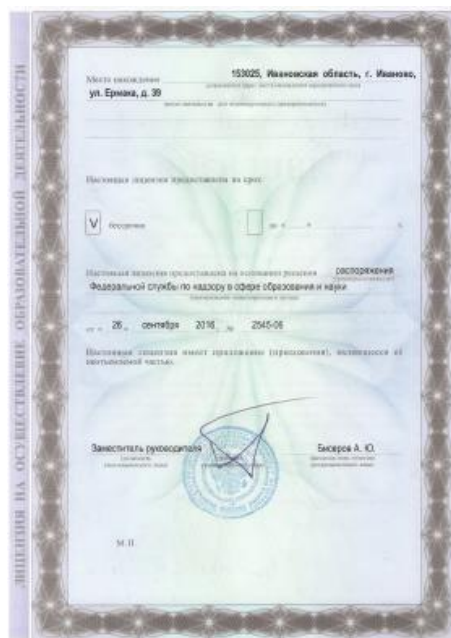 ЛИЦЕНЗИЯ НА ОСУЩЕСТВЛЕНИЕ ОБРАЗОВАТЕЛЬНОЙ ДЕЯТЕЛЬНОСТИ
Место нахождения 153025, Ивановская область, г. Иваново,
ул. Ермака, д. 39
Настоящая лицензия предоставлена на срок:
V бессрочно до «    »    г.
Настоящая лицензия предоставлена на основании решения распоряжения
Федеральной службы по надзору в сфере образования и науки
от « 26 » сентября 2016 № 2545-06
Настоящая лицензия имеет приложение (приложения), являющееся её
неотъемлемой частью.
Заместитель руководителя Бисеров А. Ю.
М.П.